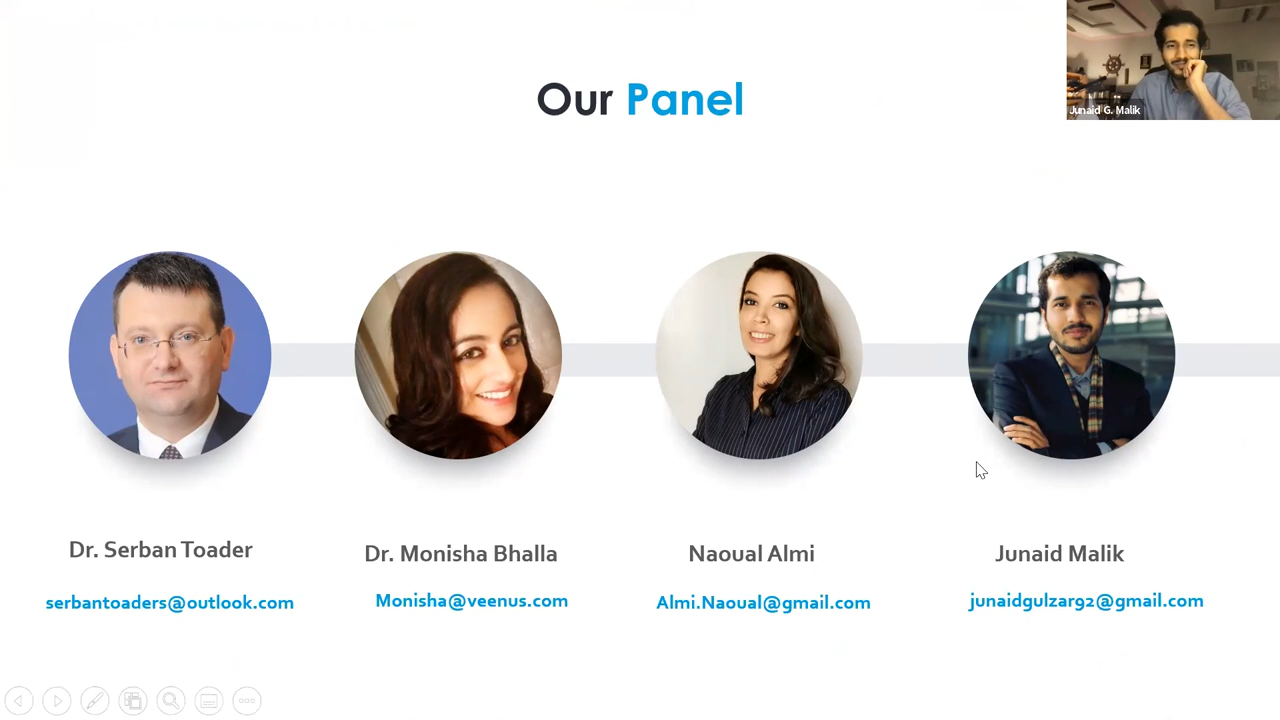 Our Panel
Junaid G. Malik
Dr. Serban Toader
Dr. Monisha Bhalla
Naoual Almi
Junaid Malik
serbantoaders@outlook.com
Monisha@veenus.com
Almi.Naoual@gmail.com
junaidgulzar92@gmail.com